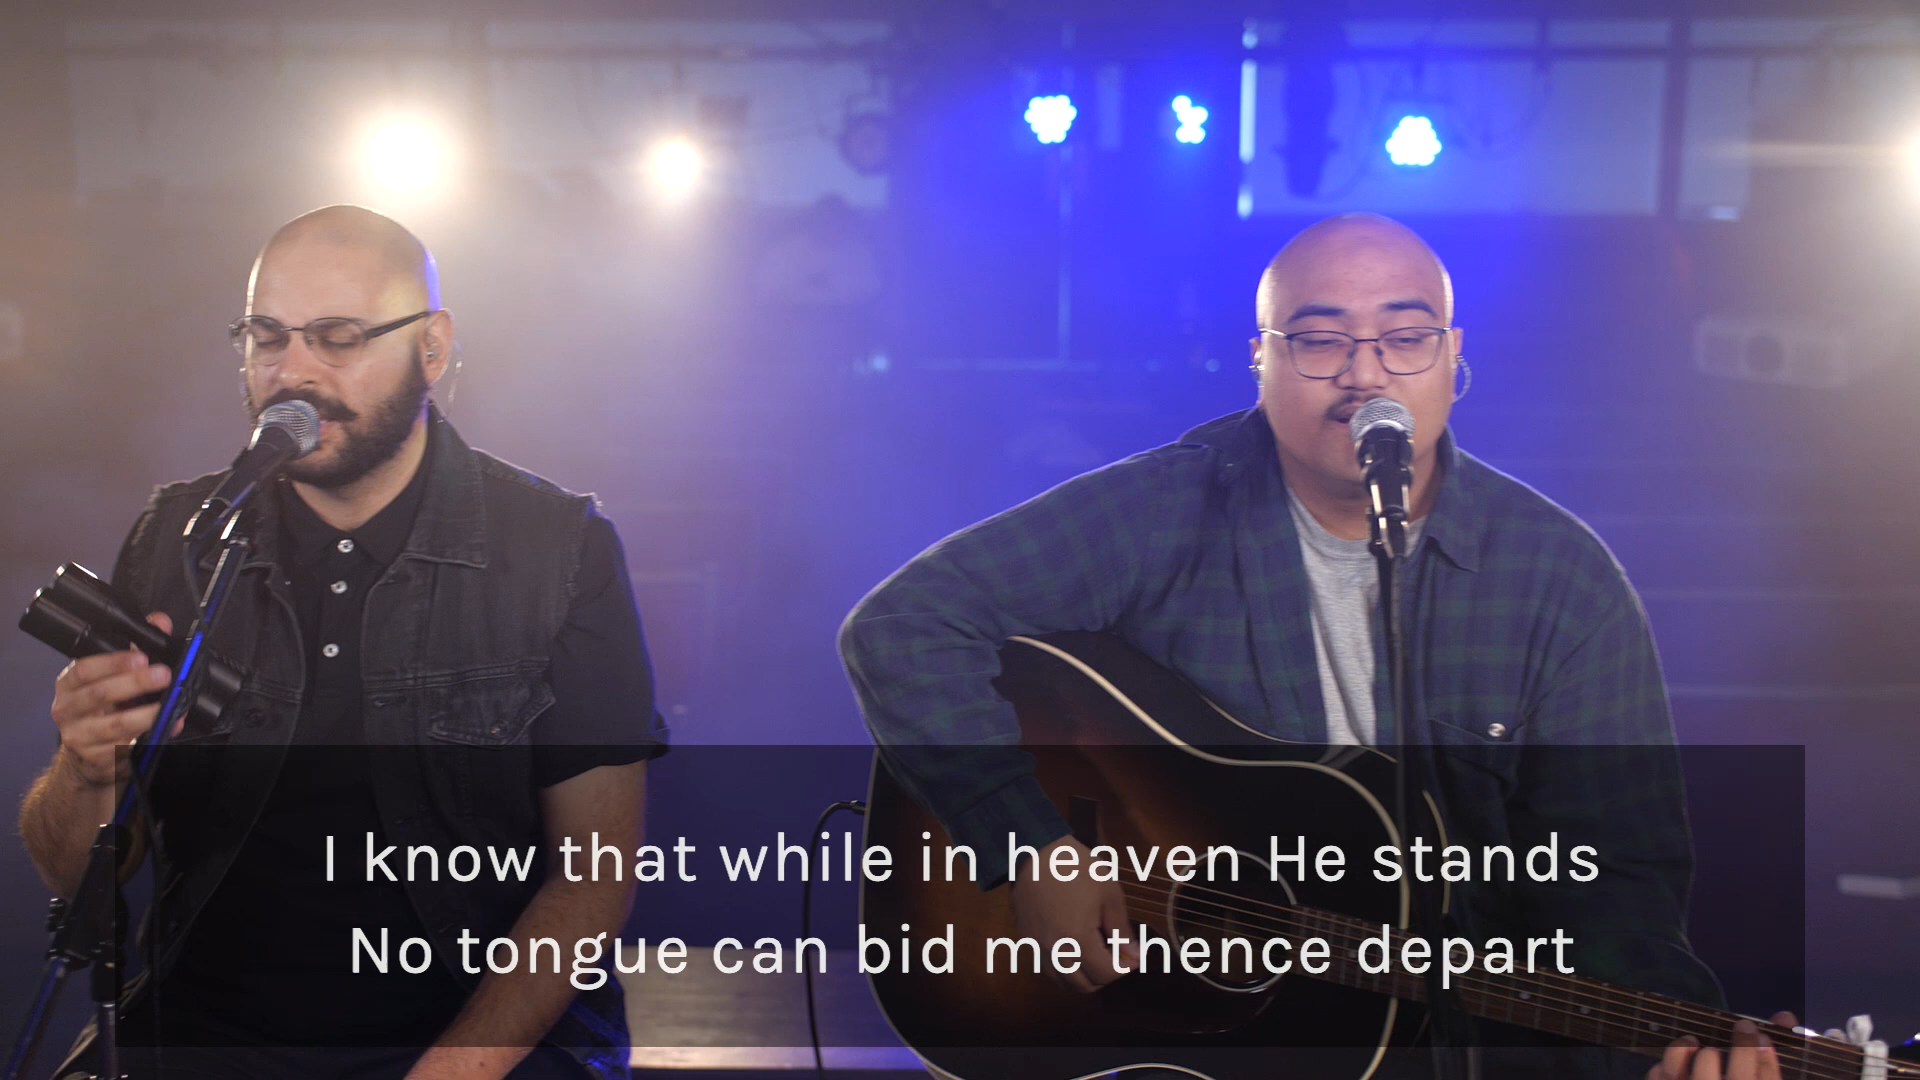 I know that while in heaven He stands
No tongue can bid me thence depart